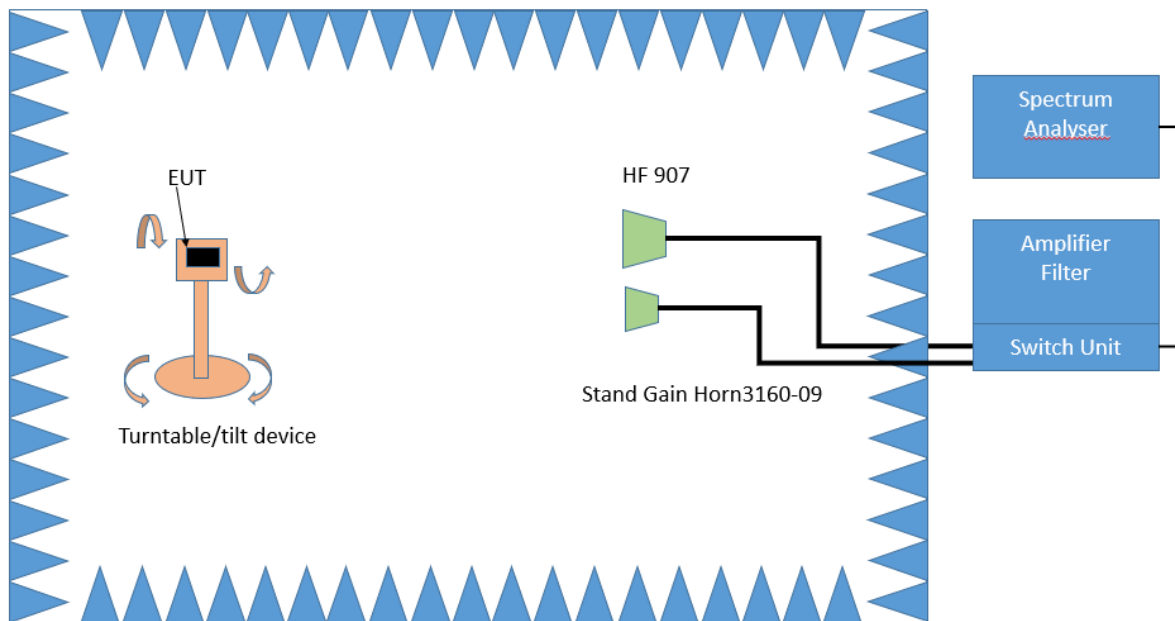 Spectrum
Analyser
EUT
HF 907
Amplifier
Filter
Switch Unit
Stand Gain Horn3160-09
Turntable/tilt device